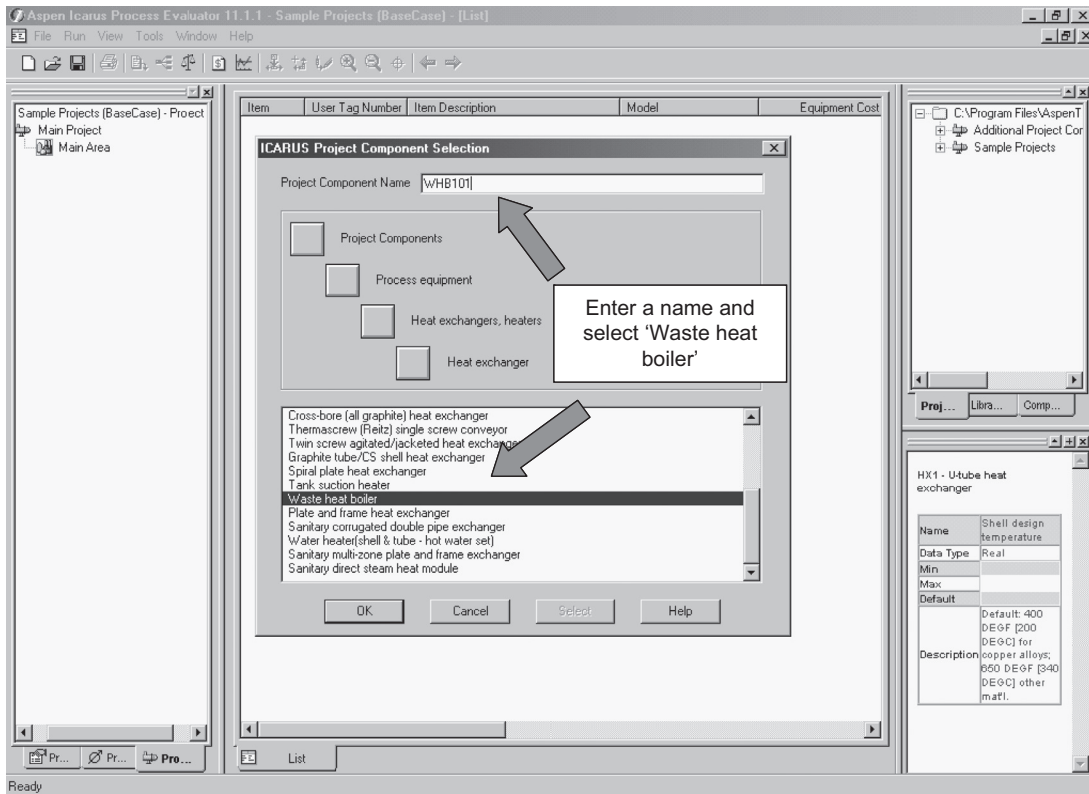 Aspen Icarus Process Evaluator 11.1.1 - Sample Projects (BaseCase) - [List]
File Run View Tools Window Help
Sample Projects (BaseCase) - Proect
Main Project
Main Area
Item User Tag Number Item Description Model Equipment Cost
ICARUS Project Component Selection
Project Component Name WHB101
Project Components
Process equipment
Heat exchangers, heaters
Heat exchanger
Enter a name and
select ‘Waste heat
boiler’
Cross-bore (all graphite) heat exchanger
Thermascrew (Reitz) single screw conveyor
Twin screw agitated/jacketed heat exchange
Graphite tube/CS shell heat exchanger
Spiral plate heat exchanger
Tank suction heater
Waste heat boiler
Plate and frame heat exchanger
Sanitary corrugated double pipe exchanger
Water heater(shell & tube - hot water set)
Sanitary multi-zone plate and frame exchanger
Sanitary direct steam heat module
OK Cancel Select Help
List
Pr... Pr... Pro...
Ready
C:\Program Files\AspenT
Additional Project Cor
Sample Projects
Proj... Libra... Comp...
HX1 - U-tube heat
exchanger
Name Shell design
temperature
Data Type Real
Min
Max
Default
Description Default: 400
DEGF [200
DEGC] for
copper alloys;
650 DEGF [340
DEGC] other
mat'l.